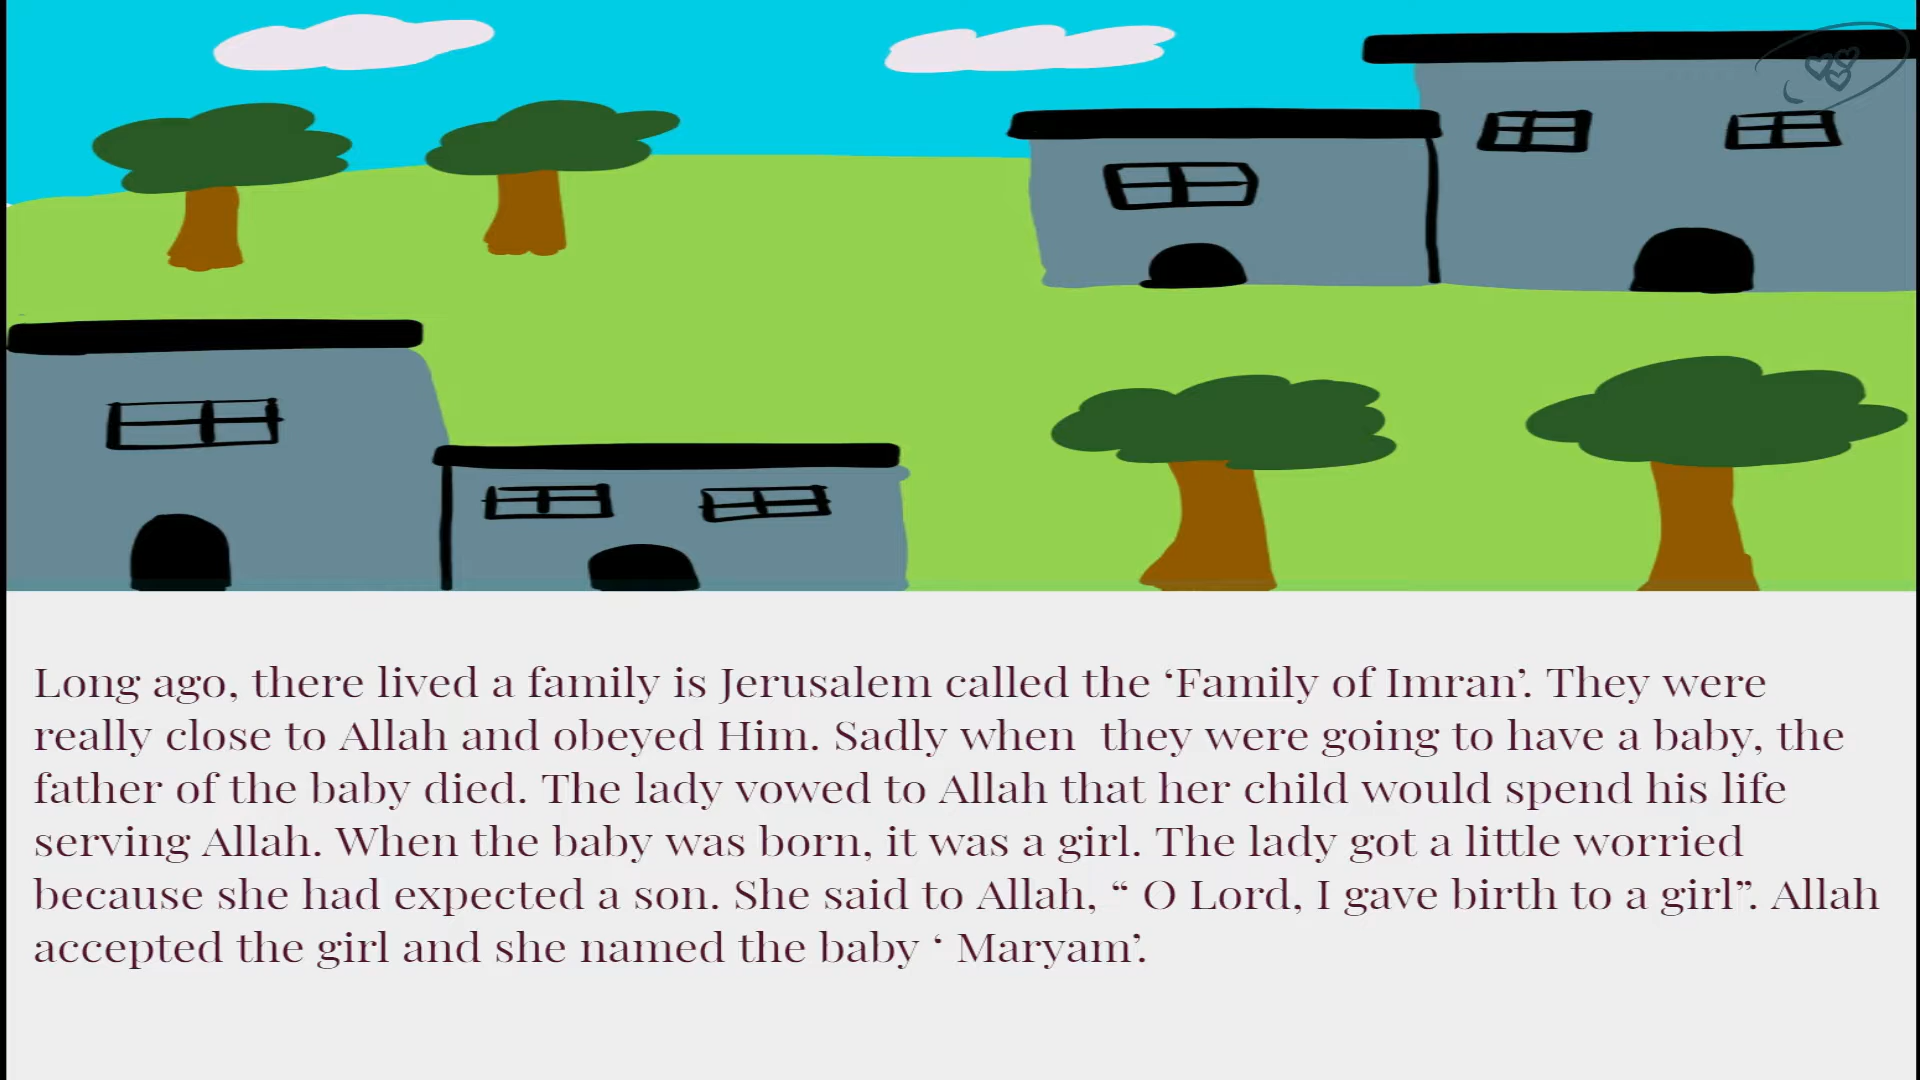 Long ago, there lived a family is Jerusalem called the ‘Family of Imran’. They were
really close to Allah and obeyed Him. Sadly when  they were going to have a baby, the
father of the baby died. The lady vowed to Allah that her child would spend his life
serving Allah. When the baby was born, it was a girl. The lady got a little worried
because she had expected a son. She said to Allah, “ O Lord, I gave birth to a girl”. Allah
accepted the girl and she named the baby ‘ Maryam’.